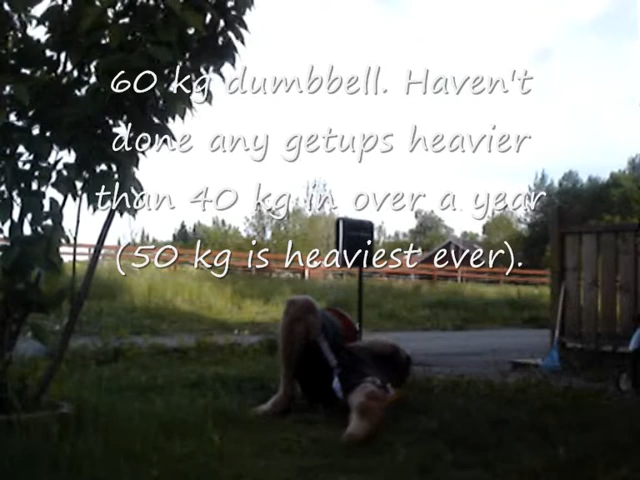 60 kg dumbbell. Haven't
done any getups heavier
than 40 kg in over a year
(50 kg is heaviest ever).